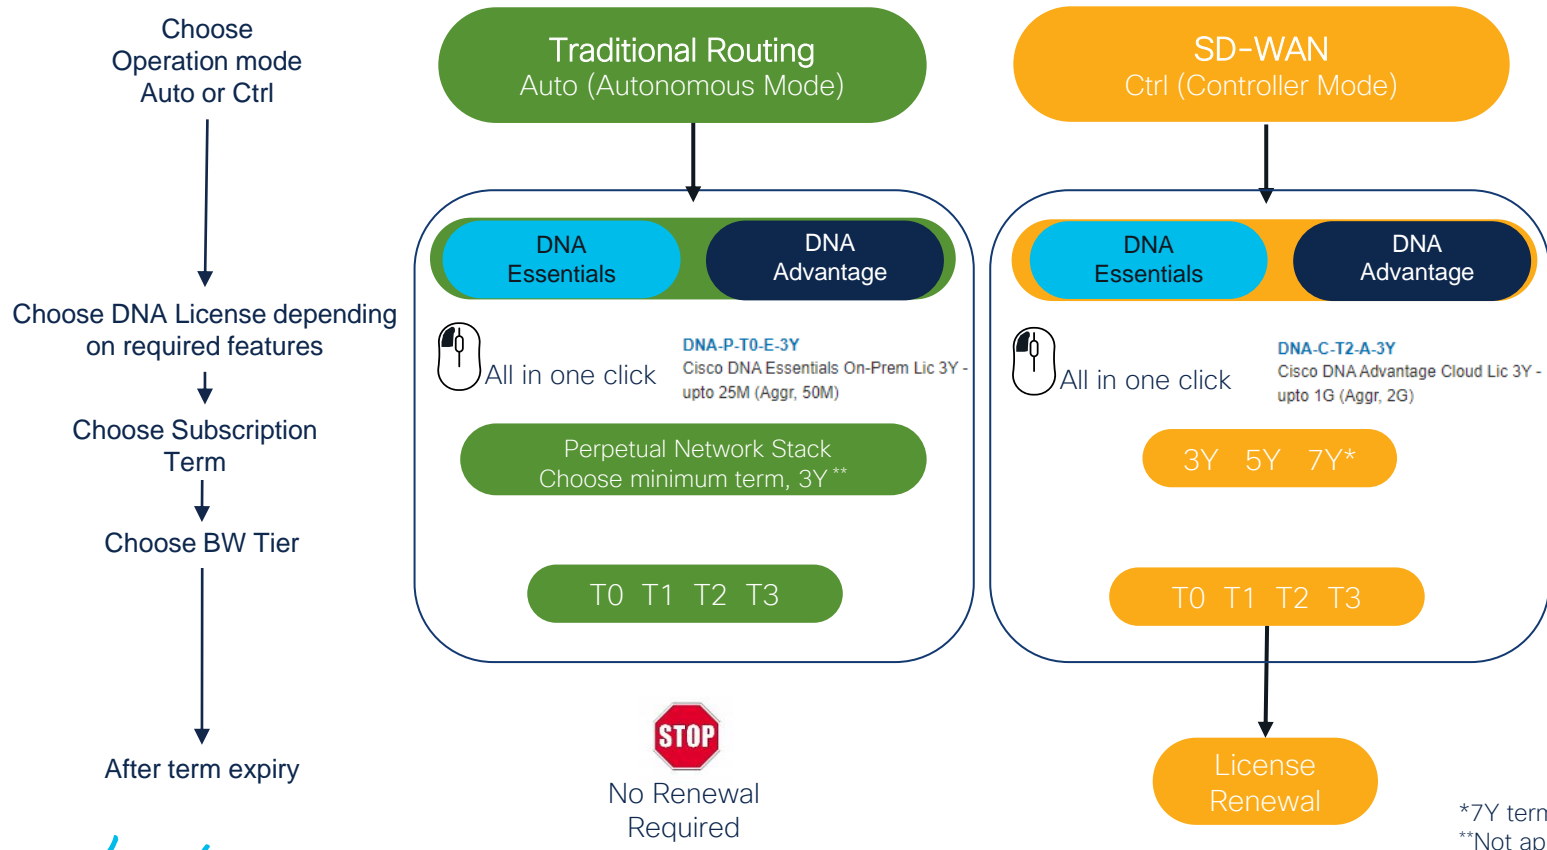 Choose
Operation mode
Auto or Ctrl
Choose DNA License depending
on required features
Choose Subscription
Term
Choose BW Tier
After term expiry
Traditional Routing
Auto (Autonomous Mode)
DNA
Essentials
DNA
Advantage
All in one click
DNA-P-T0-E-3Y
Cisco DNA Essentials On-Prem Lic 3Y -
upto 25M (Aggr, 50M)
Perpetual Network Stack
Choose minimum term, 3Y**
T0 T1 T2 T3
STOP
No Renewal
Required
SD-WAN
Ctrl (Controller Mode)
DNA
Essentials
DNA
Advantage
All in one click
DNA-C-T2-A-3Y
Cisco DNA Advantage Cloud Lic 3Y -
upto 1G (Aggr, 2G)
3Y 5Y 7Y*
T0 T1 T2 T3
License
Renewal
*7Y term
**Not ap